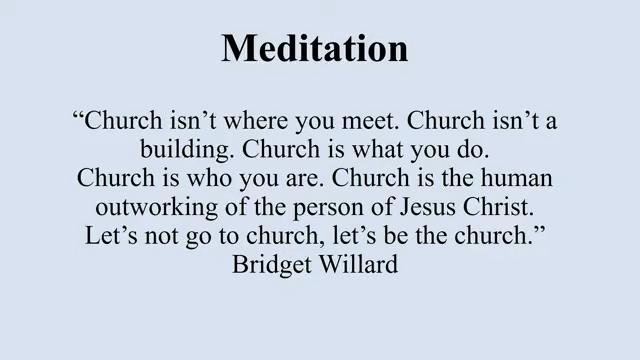 Meditation
“Church isn’t where you meet. Church isn’t a
building. Church is what you do.
Church is who you are. Church is the human
outworking of the person of Jesus Christ.
Let’s not go to church, let’s be the church.”
Bridget Willard